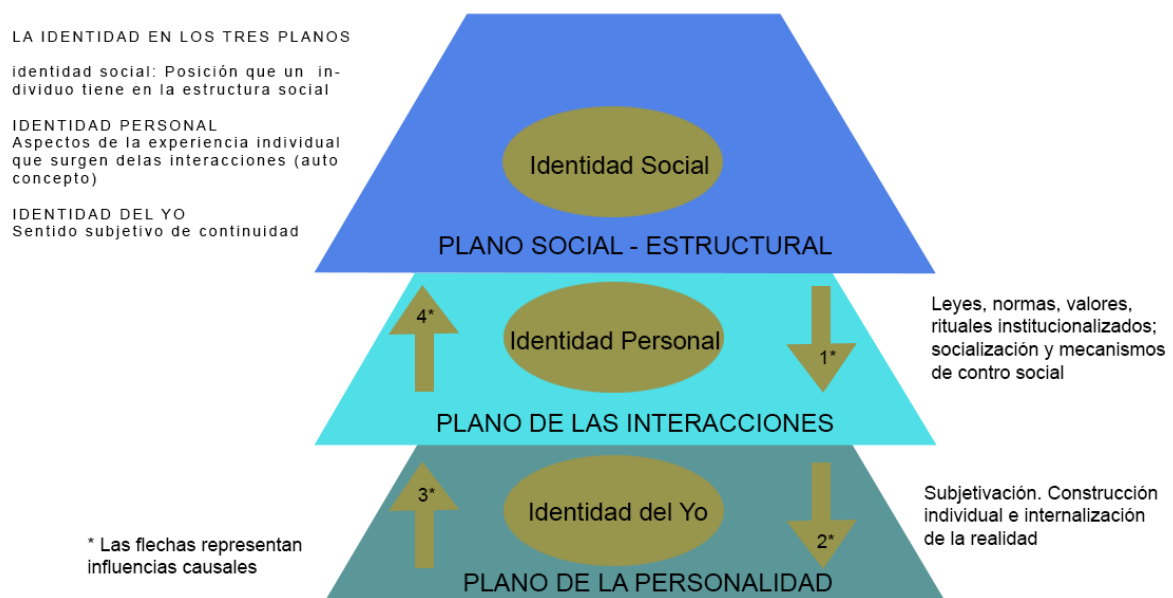 LA IDENTIDAD EN LOS TRES PLANOS
identidad social: Posición que un in-
dividuo tiene en la estructura social
IDENTIDAD PERSONAL
Aspectos de la experiencia individual
que surgen delas interacciones (auto
concepto)
IDENTIDAD DEL YO
Sentido subjetivo de continuidad
Identidad Social
PLANO SOCIAL - ESTRUCTURAL
4*
Identidad Personal
1*
PLANO DE LAS INTERACCIONES
Leyes, normas, valores,
rituales institucionalizados;
socialización y mecanismos
de contro social
3*
Identidad del Yo
2*
PLANO DE LA PERSONALIDAD
Subjetivación. Construcción
individual e internalización
de la realidad
* Las flechas representan
influencias causales